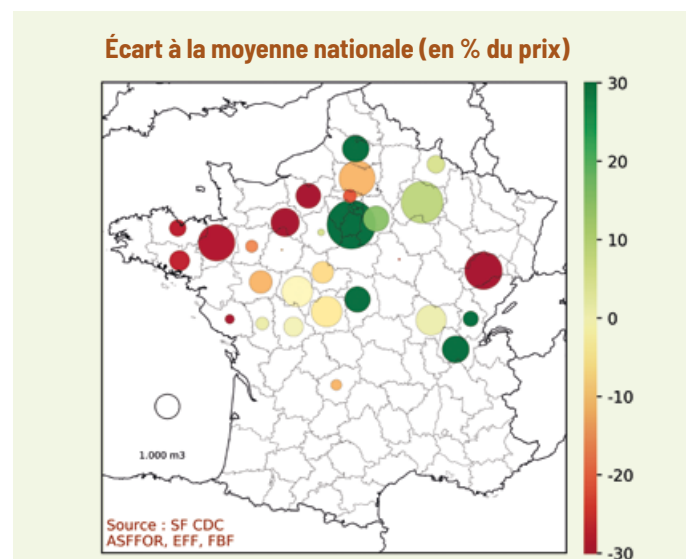 Écart à la moyenne nationale (en % du prix)
30
20
10
0
-10
-20
-30
1.000 m3
Source : SF CDC
ASFFOR, EFF, FBF